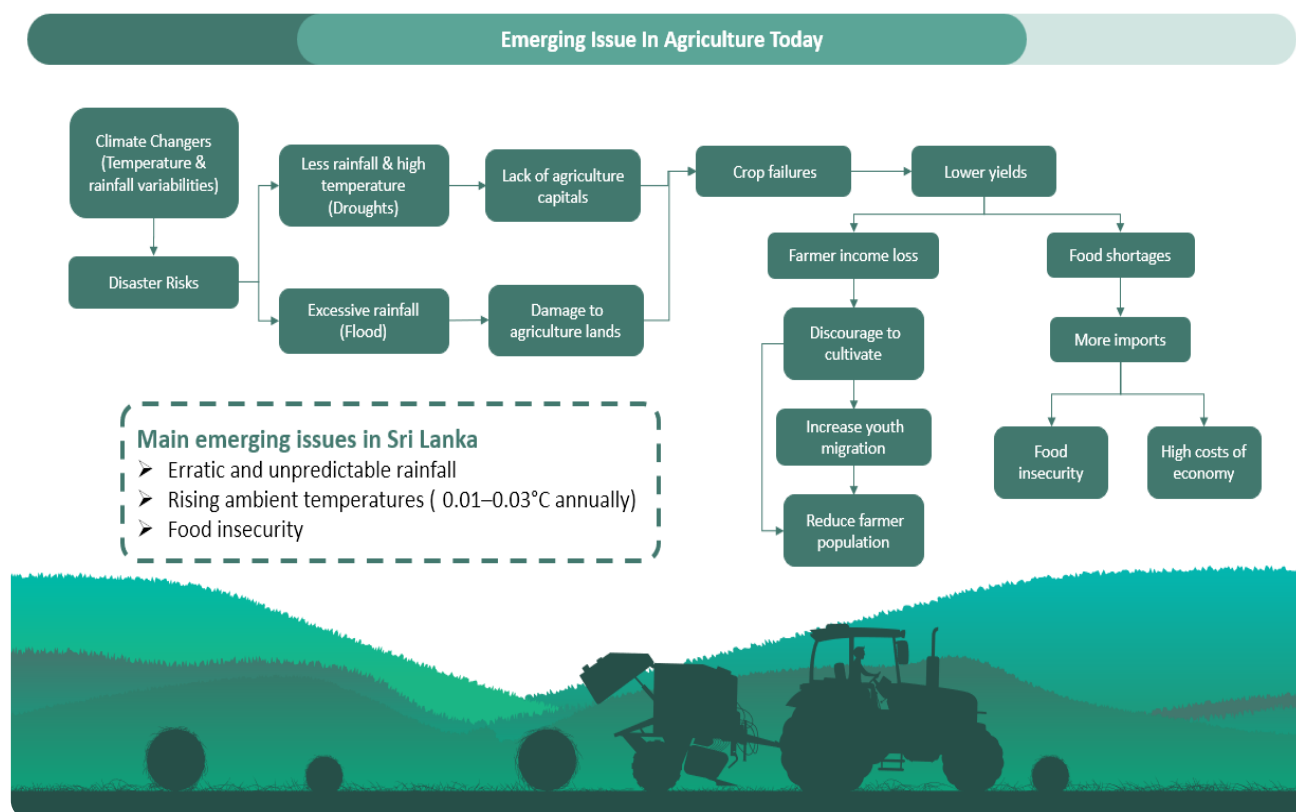 Emerging Issue In Agriculture Today
Climate Changers
(Temperature &
rainfall variabilities)
Disaster Risks
Less rainfall & high
temperature
(Droughts)
Excessive rainfall
(Flood)
Lack of agriculture
capitals
Damage to
agriculture lands
Crop failures
Lower yields
Farmer income loss
Discourage to
cultivate
Increase youth
migration
Reduce farmer
population
Food shortages
More imports
Food
insecurity
High costs of
economy
Main emerging issues in Sri Lanka
➢ Erratic and unpredictable rainfall
➢ Rising ambient temperatures ( 0.01–0.03°C annually)
➢ Food insecurity